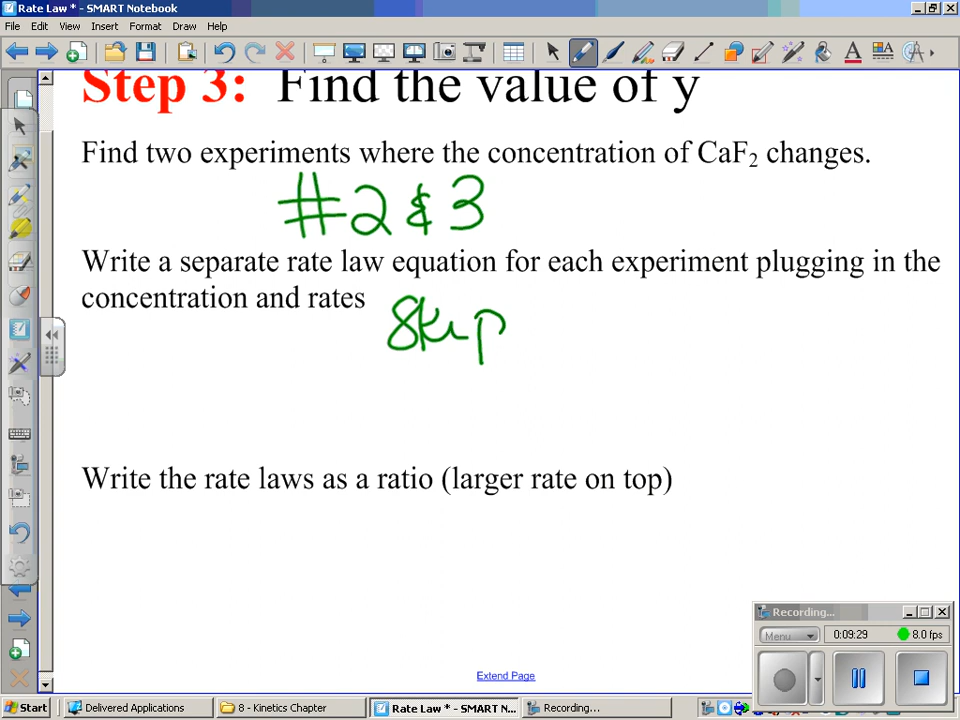 Rate Law * - SMART Notebook
File Edit View Insert Format Draw Help
Step 3: Find the value of y
Find two experiments where the concentration of CaF₂ changes.
#2 & 3
Write a separate rate law equation for each experiment plugging in the
concentration and rates
Skip
Write the rate laws as a ratio (larger rate on top)
Recording...
Menu 0:09:29 8.0 fps
Extend Page
Start Delivered Applications 8 - Kinetics Chapter Rate Law * - SMART N... Recording...